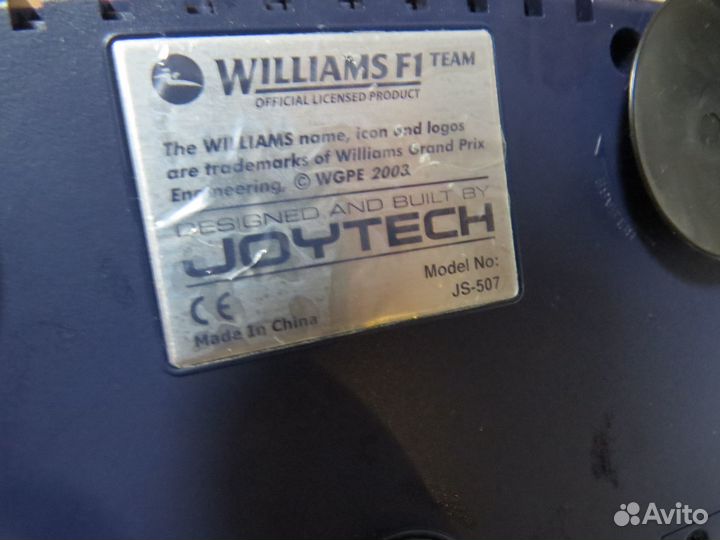 WILLIAMS F1 TEAM
OFFICIAL LICENSED PRODUCT
The WILLIAMS name, icon and logos
are trademarks of Williams Grand Prix
Engineering. © WGPE 2003
DESIGNED AND BUILT BY
JOYTECH
Model No:
JS-507
CE
Made In China
Avito